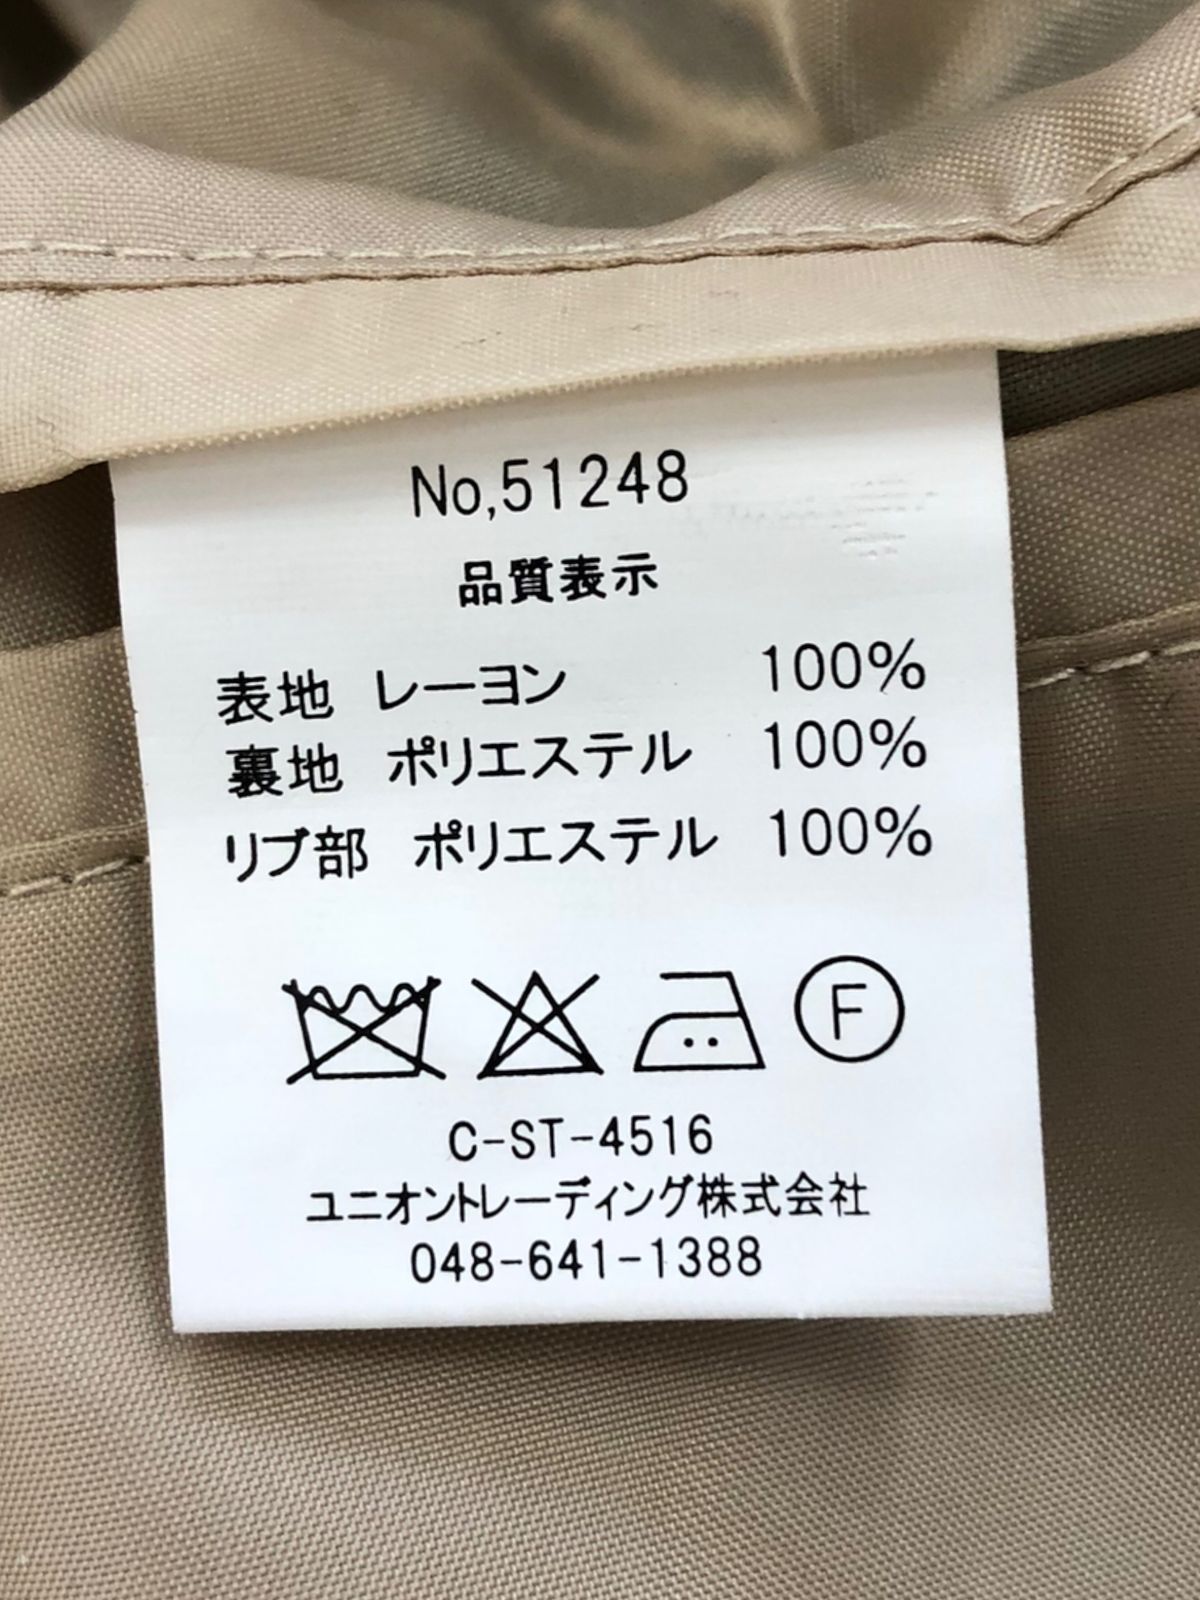 No,51248
品質表示
表地 レーヨン 100%
裏地 ポリエステル 100%
リブ部 ポリエステル 100%
F
C-ST-4516
ユニオントレーディング株式会社
048-641-1388